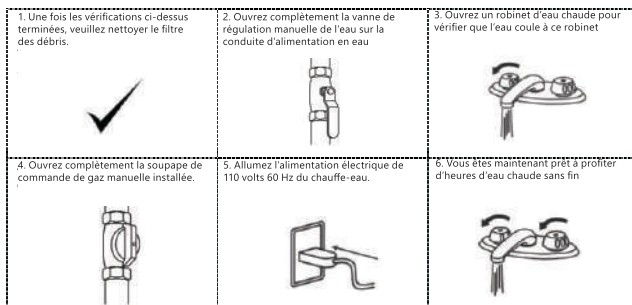 1. Une fois les vérifications ci-dessus
terminées, veuillez nettoyer le filtre
des débris.
2. Ouvrez complètement la vanne de
régulation manuelle de l'eau sur la
conduite d'alimentation en eau
3. Ouvrez un robinet d'eau chaude pour
vérifier que l'eau coule à ce robinet
4. Ouvrez complètement la soupape de
commande de gaz manuelle installée.
5. Allumez l'alimentation électrique de
110 volts 60 Hz du chauffe-eau.
6. Vous êtes maintenant prêt à profiter
d'heures d'eau chaude sans fin